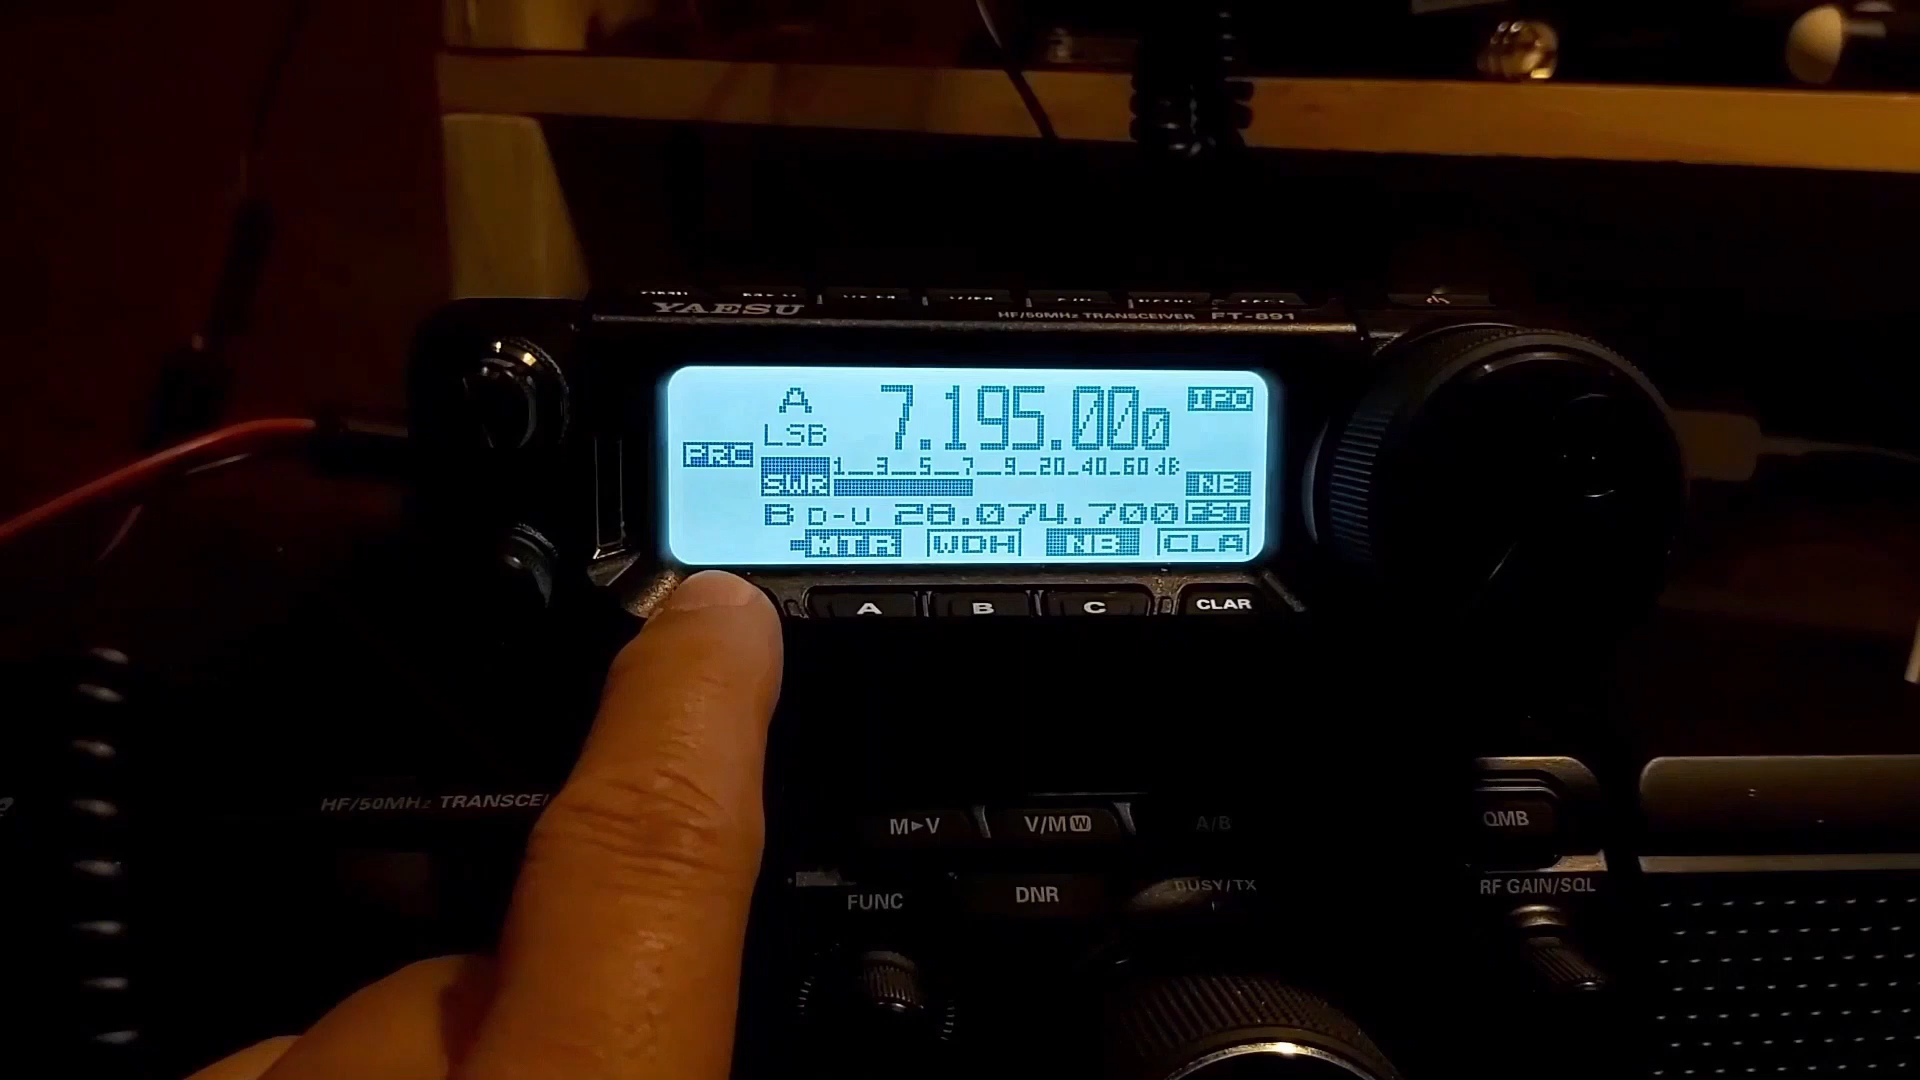 YAESU
HF/50MHz TRANSCEIVER FT-891
A 7.195.000 IPO
LSB
PRC
1 3 5 7 9 20 40 60 dB
SWR NB
B D-U 28.074.700 FST
MTR WDH NB CLA
A B C CLAR
HF/50MHz TRANSCEI
M►V V/M W A/B QMB
FUNC DNR BUSY/TX RF GAIN/SQL